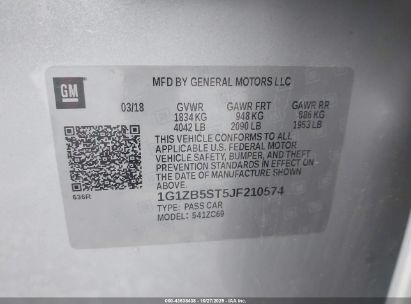 GM
MFD BY GENERAL MOTORS LLC
03/18 GVWR GAWR FRT GAWR RR
1834 KG 948 KG 886 KG
4042 LB 2090 LB 1953 LB
THIS VEHICLE CONFORMS TO ALL
APPLICABLE U.S. FEDERAL MOTOR
VEHICLE SAFETY, BUMPER, AND THEFT
PREVENTION STANDARDS IN EFFECT ON
THE DATE OF MANUFACTURE SHOWN
ABOVE.
1G1ZB5ST5JF210574
636R
TYPE: PASS CAR
MODEL: 541ZC69